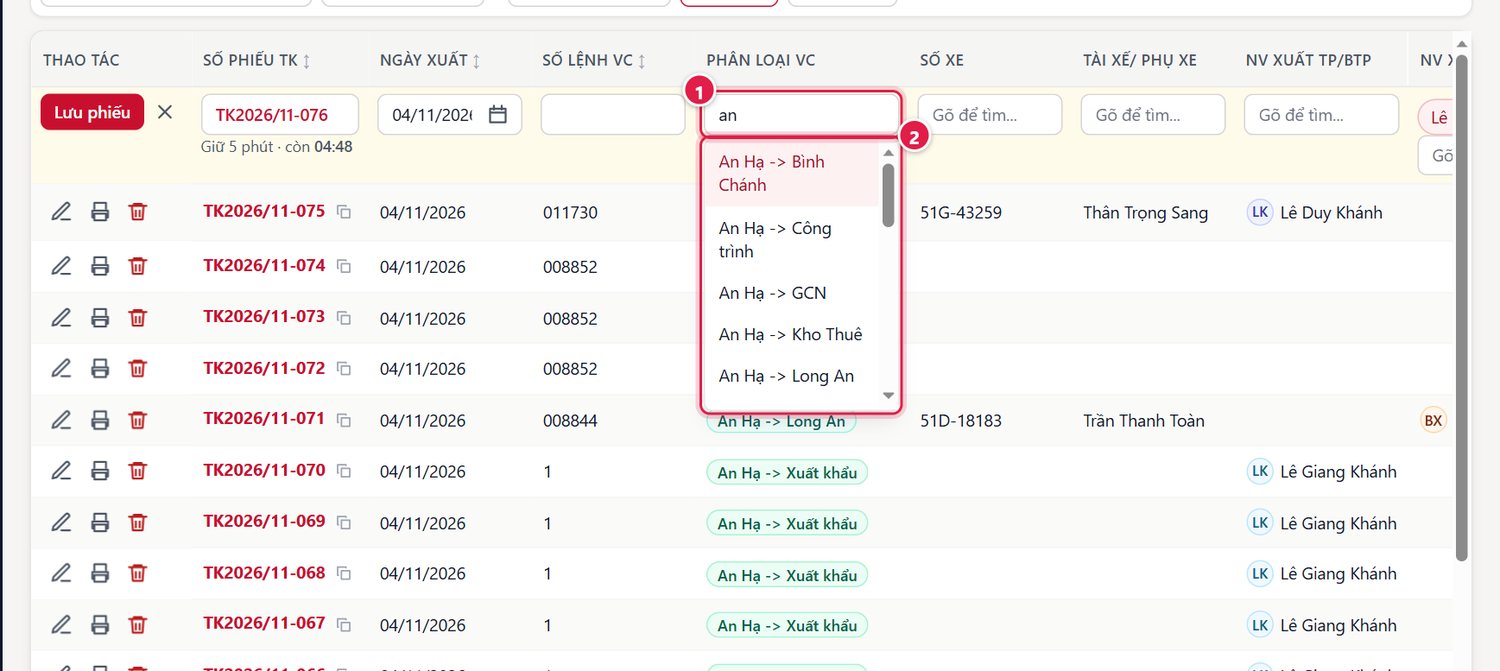 THAO TÁC SỐ PHIẾU TK NGÀY XUẤT SỐ LỆNH VC PHÂN LOẠI VC SỐ XE TÀI XẾ/ PHỤ XE NV XUẤT TP/BTP NV
1
Lưu phiếu TK2026/11-076 04/11/2026 an Gõ để tìm... Gõ để tìm... Gõ để tìm... Lê
2
Giữ 5 phút · còn 04:48 Gõ
An Hạ -> Bình
Chánh
An Hạ -> Công
trình
An Hạ -> GCN
An Hạ -> Kho Thuê
An Hạ -> Long An
TK2026/11-075 04/11/2026 011730 51G-43259 Thân Trọng Sang LK Lê Duy Khánh
TK2026/11-074 04/11/2026 008852
TK2026/11-073 04/11/2026 008852
TK2026/11-072 04/11/2026 008852
TK2026/11-071 04/11/2026 008844 An Hạ -> Long An 51D-18183 Trần Thanh Toàn BX
TK2026/11-070 04/11/2026 1 An Hạ -> Xuất khẩu LK Lê Giang Khánh
TK2026/11-069 04/11/2026 1 An Hạ -> Xuất khẩu LK Lê Giang Khánh
TK2026/11-068 04/11/2026 1 An Hạ -> Xuất khẩu LK Lê Giang Khánh
TK2026/11-067 04/11/2026 1 An Hạ -> Xuất khẩu LK Lê Giang Khánh